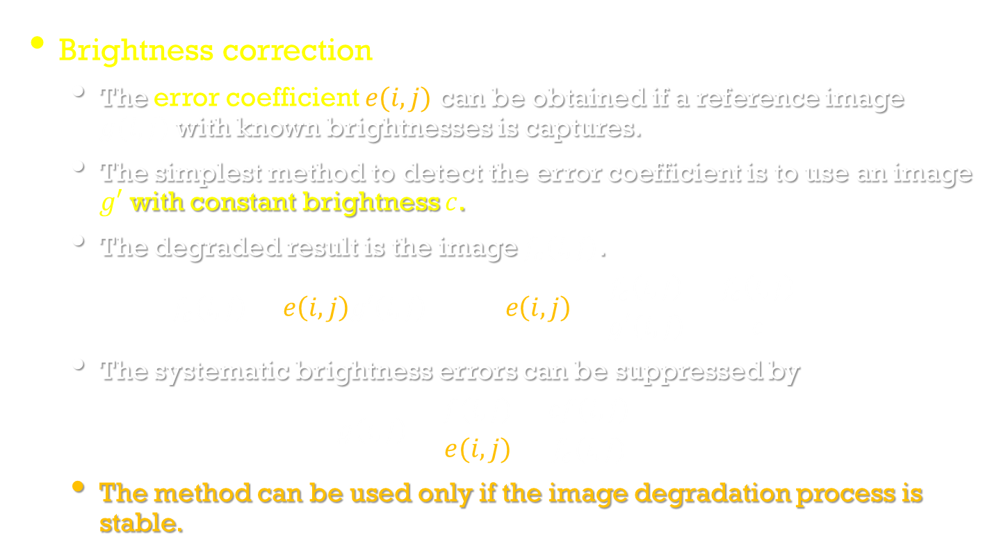 • Brightness correction
• The error coefficient e(i,j) can be obtained if a reference image
with known brightnesses is captures.
• The simplest method to detect the error coefficient is to use an image
g′ with constant brightness c.
• The degraded result is the image .
e(i,j) e(i,j)
• The systematic brightness errors can be suppressed by
e(i,j)
• The method can be used only if the image degradation process is
stable.